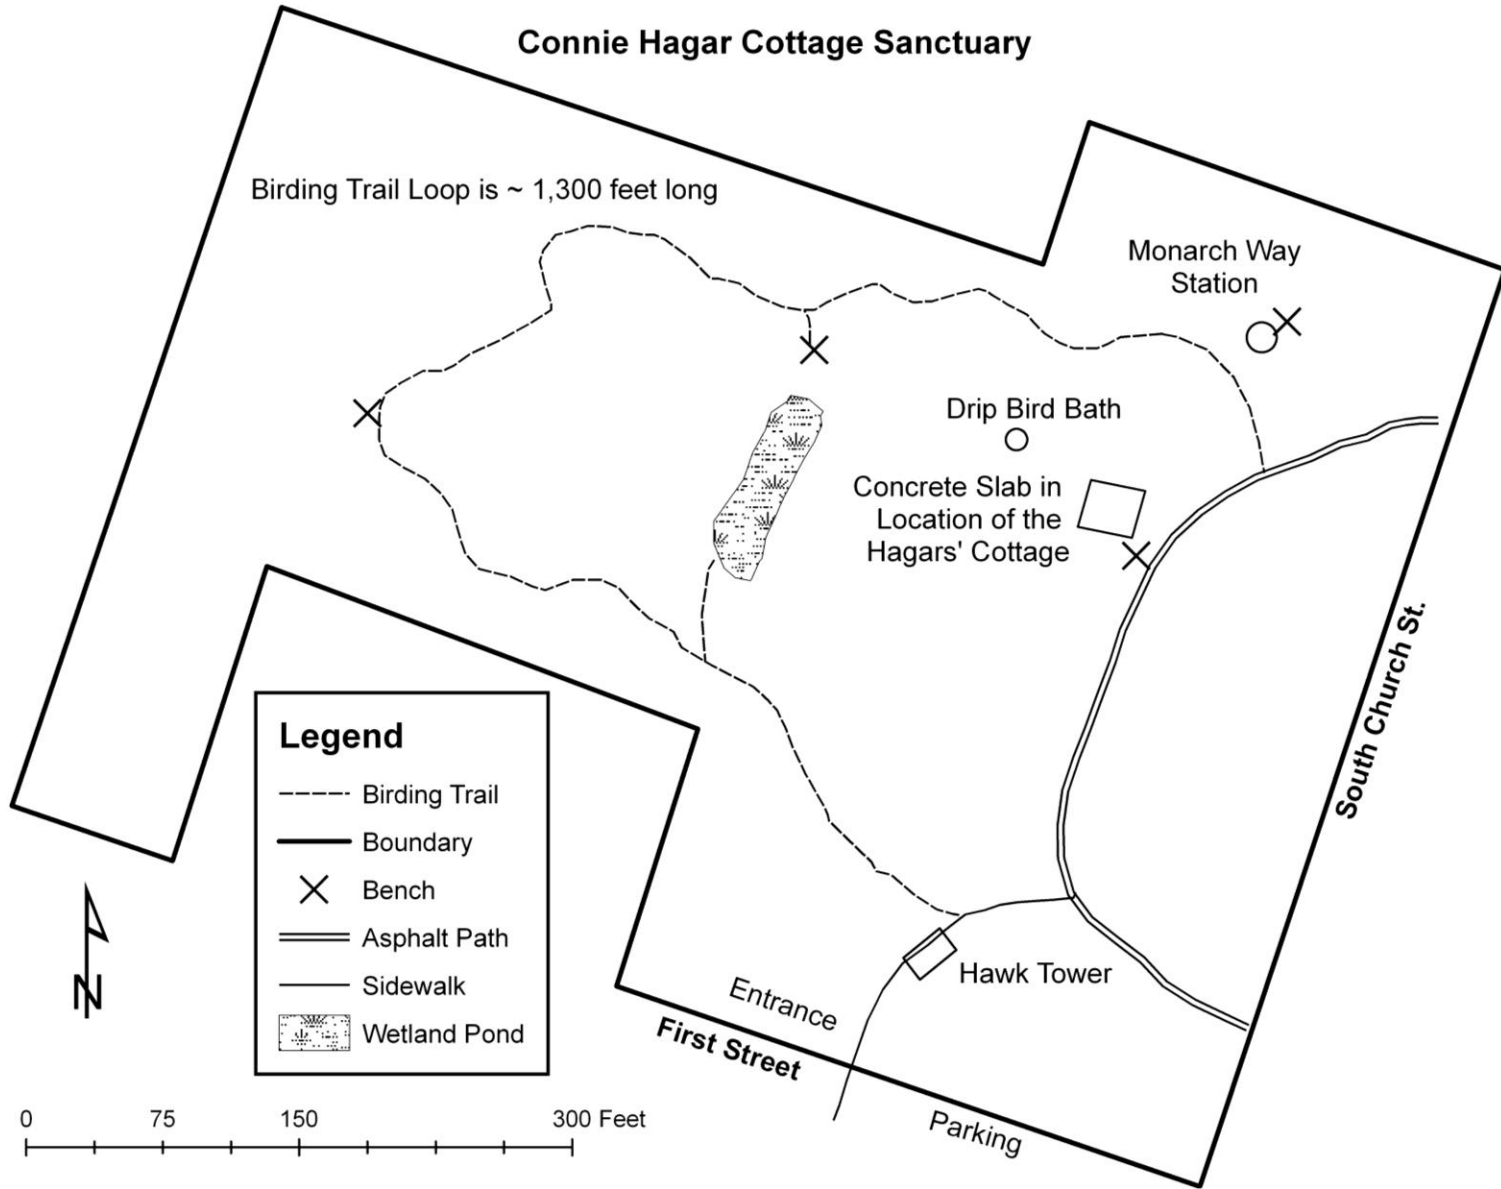 Connie Hagar Cottage Sanctuary
Birding Trail Loop is ~ 1,300 feet long
Monarch Way
Station
Drip Bird Bath
Concrete Slab in
Location of the
Hagars' Cottage
South Church St.
Legend
Birding Trail
Boundary
Bench
Asphalt Path
Sidewalk
Wetland Pond
N
Hawk Tower
Entrance
First Street
Parking
0 75 150 300 Feet